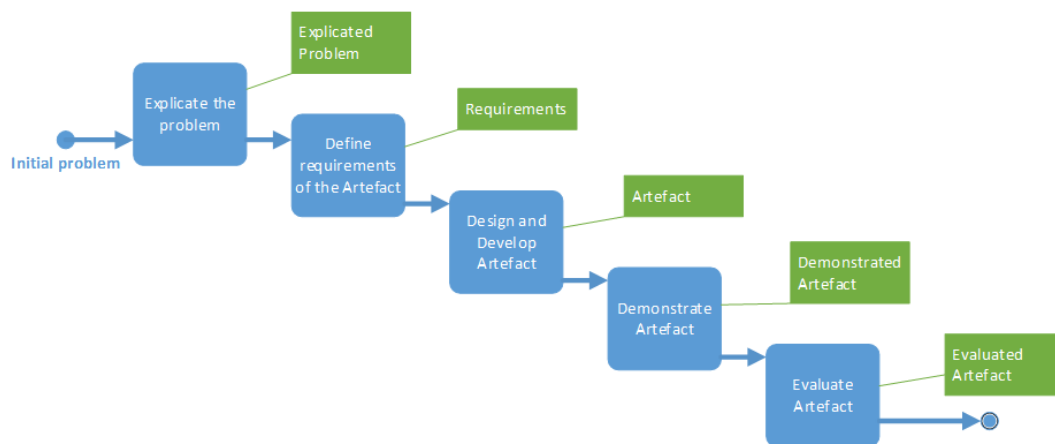 Explicated
Problem
Explicate the
problem
Initial problem
Requirements
Define
requirements
of the Artefact
Artefact
Design and
Develop
Artefact
Demonstrated
Artefact
Demonstrate
Artefact
Evaluated
Artefact
Evaluate
Artefact